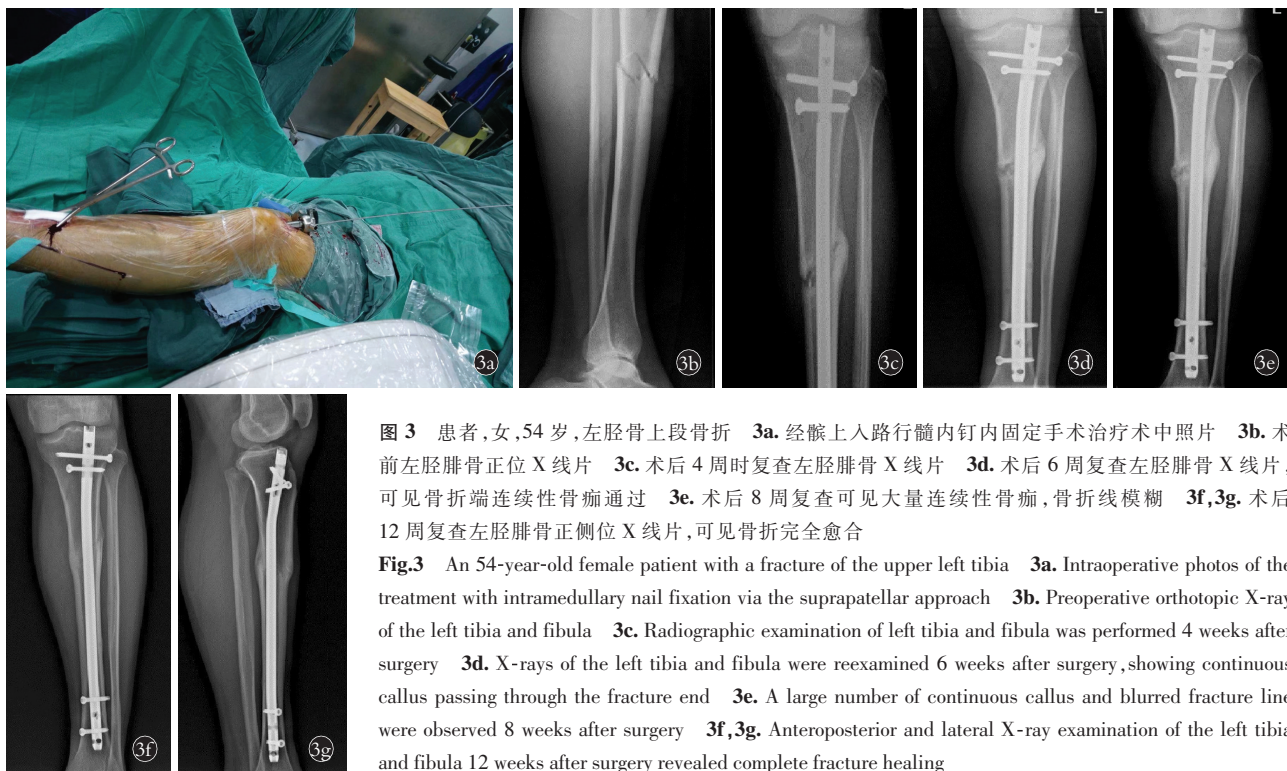 3a
3b
3c
3d
3e
3f
3g
图 3 患者,女,54 岁,左胫骨上段骨折 3a. 经髌上入路行髓内钉内固定手术治疗术中照片 3b. 术
前左胫腓骨正位 X 线片 3c. 术后 4 周时复查左胫腓骨 X 线片 3d. 术后 6 周复查左胫腓骨 X 线片,
可见骨折端连续性骨痂通过 3e. 术后 8 周复查可见大量连续性骨痂,骨折线模糊 3f,3g. 术后
12 周复查左胫腓骨正侧位 X 线片,可见骨折完全愈合
Fig.3 An 54-year-old female patient with a fracture of the upper left tibia 3a. Intraoperative photos of the
treatment with intramedullary nail fixation via the suprapatellar approach 3b. Preoperative orthotopic X-ray
of the left tibia and fibula 3c. Radiographic examination of left tibia and fibula was performed 4 weeks after
surgery 3d. X-rays of the left tibia and fibula were reexamined 6 weeks after surgery,showing continuous
callus passing through the fracture end 3e. A large number of continuous callus and blurred fracture line
were observed 8 weeks after surgery 3f,3g. Anteroposterior and lateral X-ray examination of the left tibia
and fibula 12 weeks after surgery revealed complete fracture healing